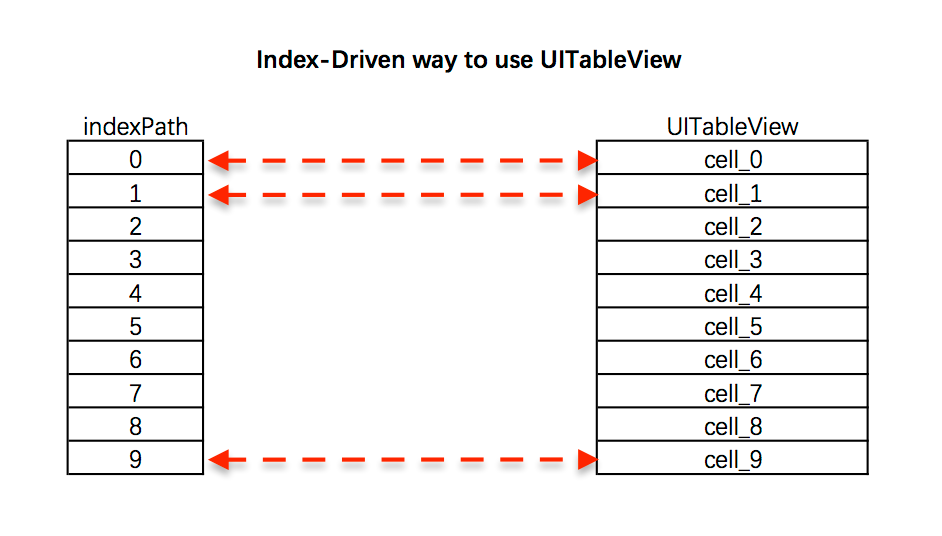 Index-Driven way to use UITableView
indexPath UITableView
0 cell_0
1 cell_1
2 cell_2
3 cell_3
4 cell_4
5 cell_5
6 cell_6
7 cell_7
8 cell_8
9 cell_9